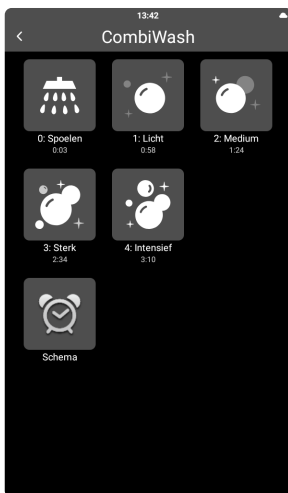 13:42
CombiWash
0: Spoelen
0:03
1: Licht
0:58
2: Medium
1:24
3: Sterk
2:34
4: Intensief
3:10
Schema